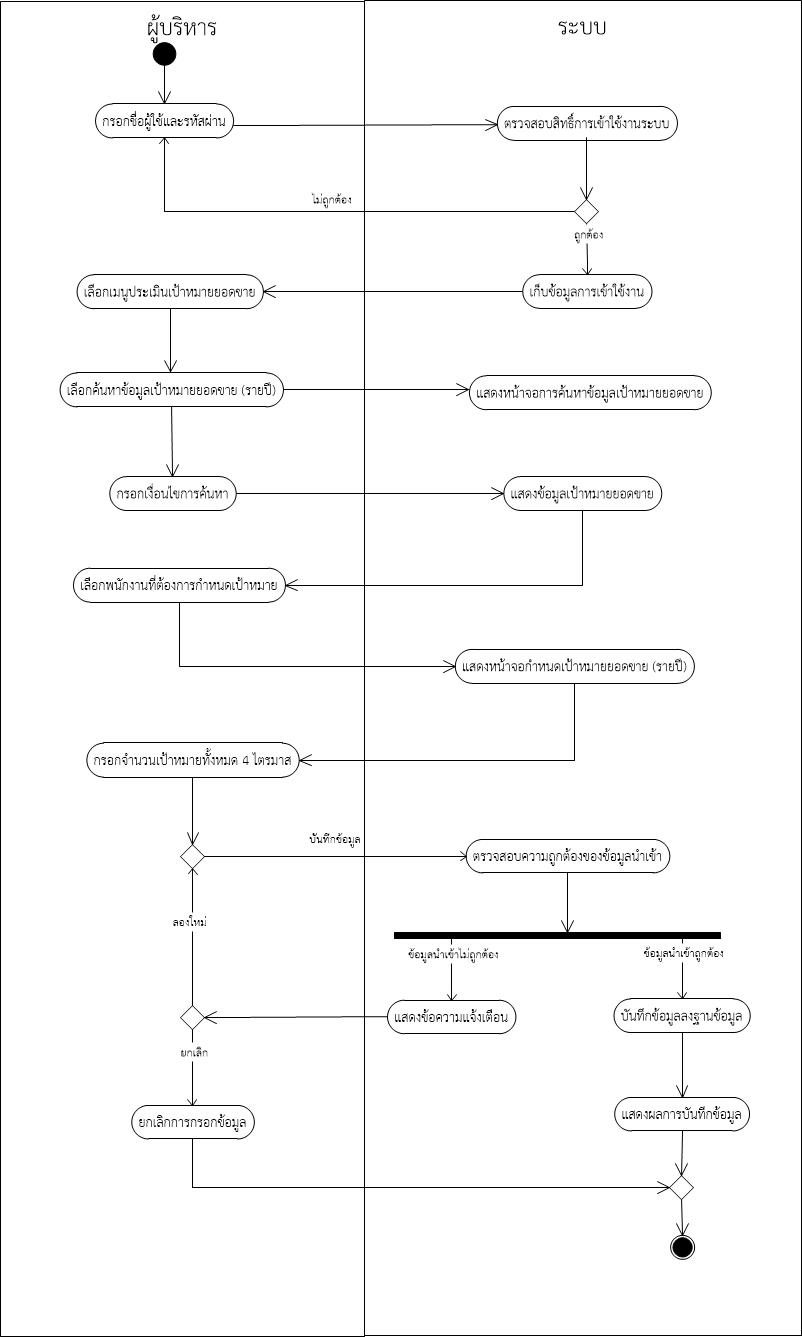 ผู้บริหาร
ระบบ
กรอกชื่อผู้ใช้และรหัสผ่าน
ตรวจสอบสิทธิ์การเข้าใช้งานระบบ
ไม่ถูกต้อง
ถูกต้อง
เลือกเมนูประเมินเป้าหมายยอดขาย
เก็บข้อมูลการเข้าใช้งาน
เลือกค้นหาข้อมูลเป้าหมายยอดขาย (รายปี)
แสดงหน้าจอการค้นหาข้อมูลเป้าหมายยอดขาย
กรอกเงื่อนไขการค้นหา
แสดงข้อมูลเป้าหมายยอดขาย
เลือกพนักงานที่ต้องการกำหนดเป้าหมาย
แสดงหน้าจอกำหนดเป้าหมายยอดขาย (รายปี)
กรอกจำนวนเป้าหมายทั้งหมด 4 ไตรมาส
บันทึกข้อมูล
ตรวจสอบความถูกต้องของข้อมูลนำเข้า
ลองใหม่
ข้อมูลนำเข้าไม่ถูกต้อง
ข้อมูลนำเข้าถูกต้อง
แสดงข้อความแจ้งเตือน
บันทึกข้อมูลลงฐานข้อมูล
ยกเลิก
ยกเลิกการกรอกข้อมูล
แสดงผลการบันทึกข้อมูล